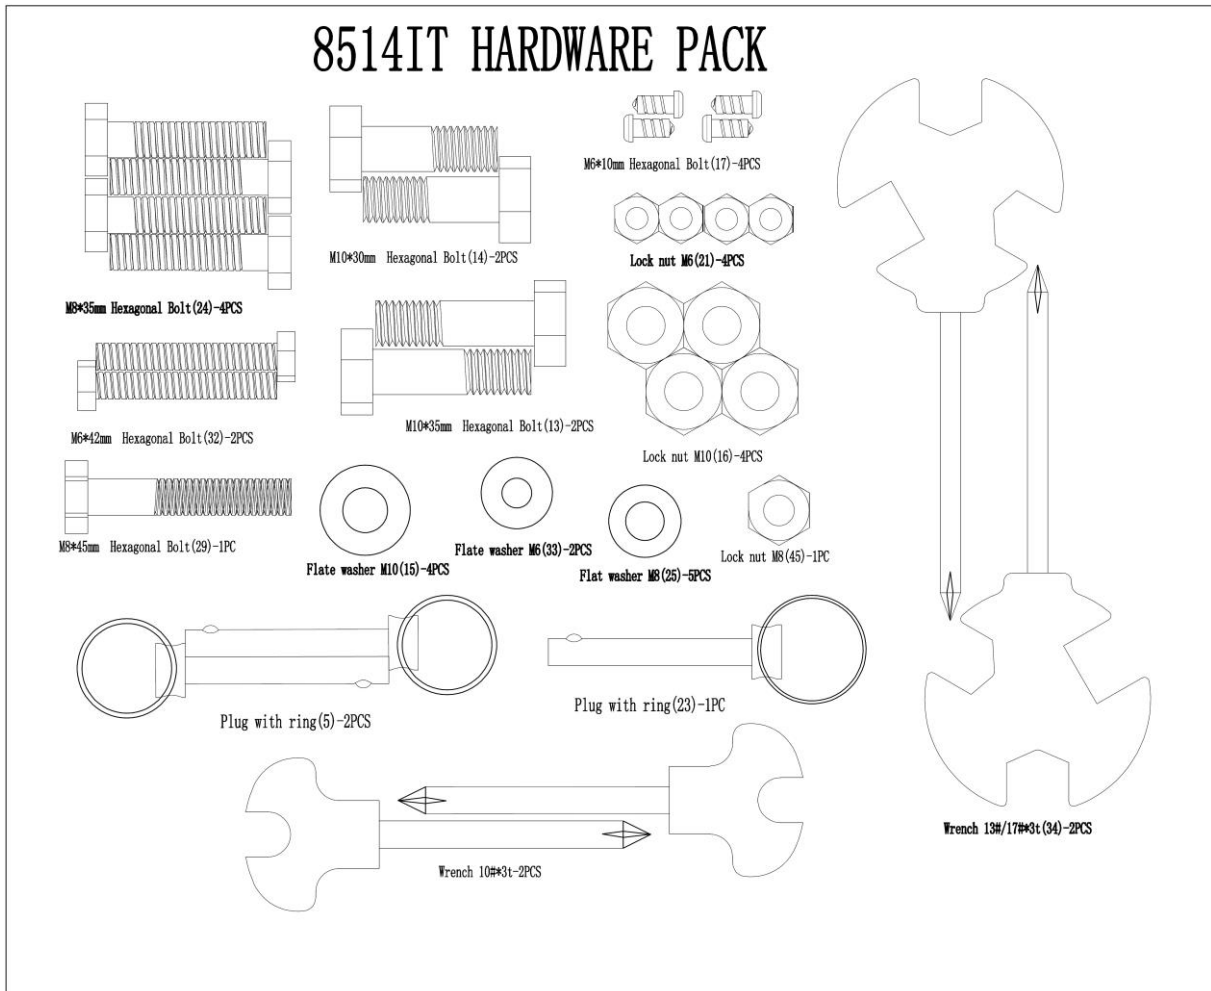 8514IT HARDWARE PACK
M6*10mm Hexagonal Bolt(17)-4PCS
M10*30mm Hexagonal Bolt(14)-2PCS
Lock nut M6(21)-4PCS
M8*35mm Hexagonal Bolt(24)-4PCS
M6*42mm Hexagonal Bolt(32)-2PCS
M10*35mm Hexagonal Bolt(13)-2PCS
Lock nut M10(16)-4PCS
M8*45mm Hexagonal Bolt(29)-1PC
Flate washer M10(15)-4PCS
Flate washer M6(33)-2PCS
Flat washer M8(25)-5PCS
Lock nut M8(45)-1PC
Plug with ring(5)-2PCS
Plug with ring(23)-1PC
Wrench 13#/17#*3t(34)-2PCS
Wrench 10#*3t-2PCS